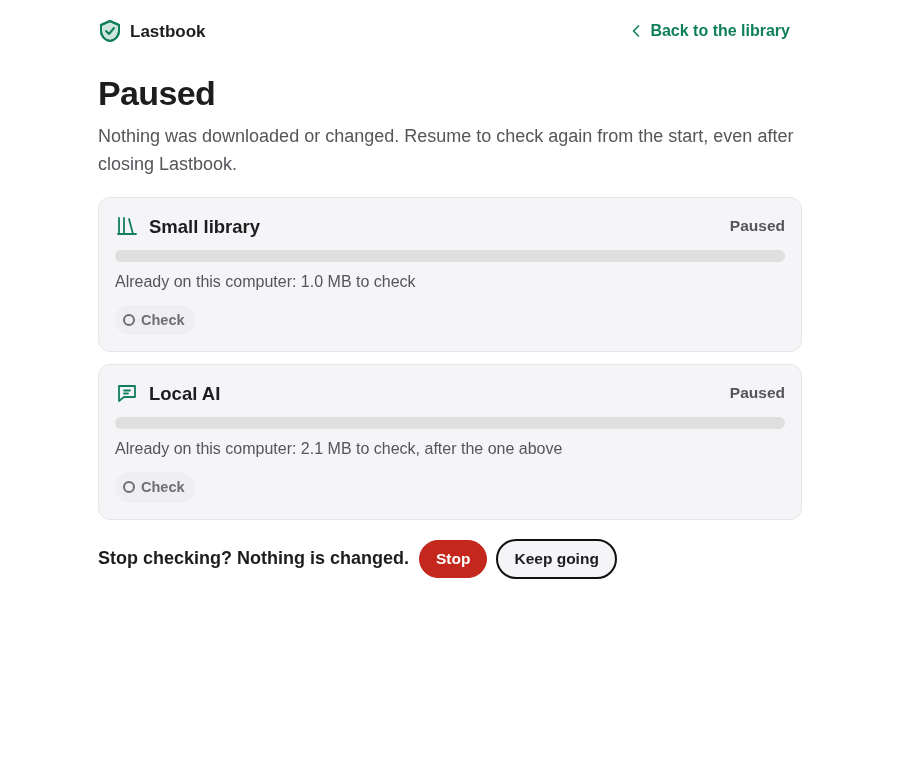 Lastbook
Back to the library
Paused
Nothing was downloaded or changed. Resume to check again from the start, even after
closing Lastbook.
Small library
Paused
Already on this computer: 1.0 MB to check
Check
Local AI
Paused
Already on this computer: 2.1 MB to check, after the one above
Check
Stop checking? Nothing is changed.
Stop
Keep going